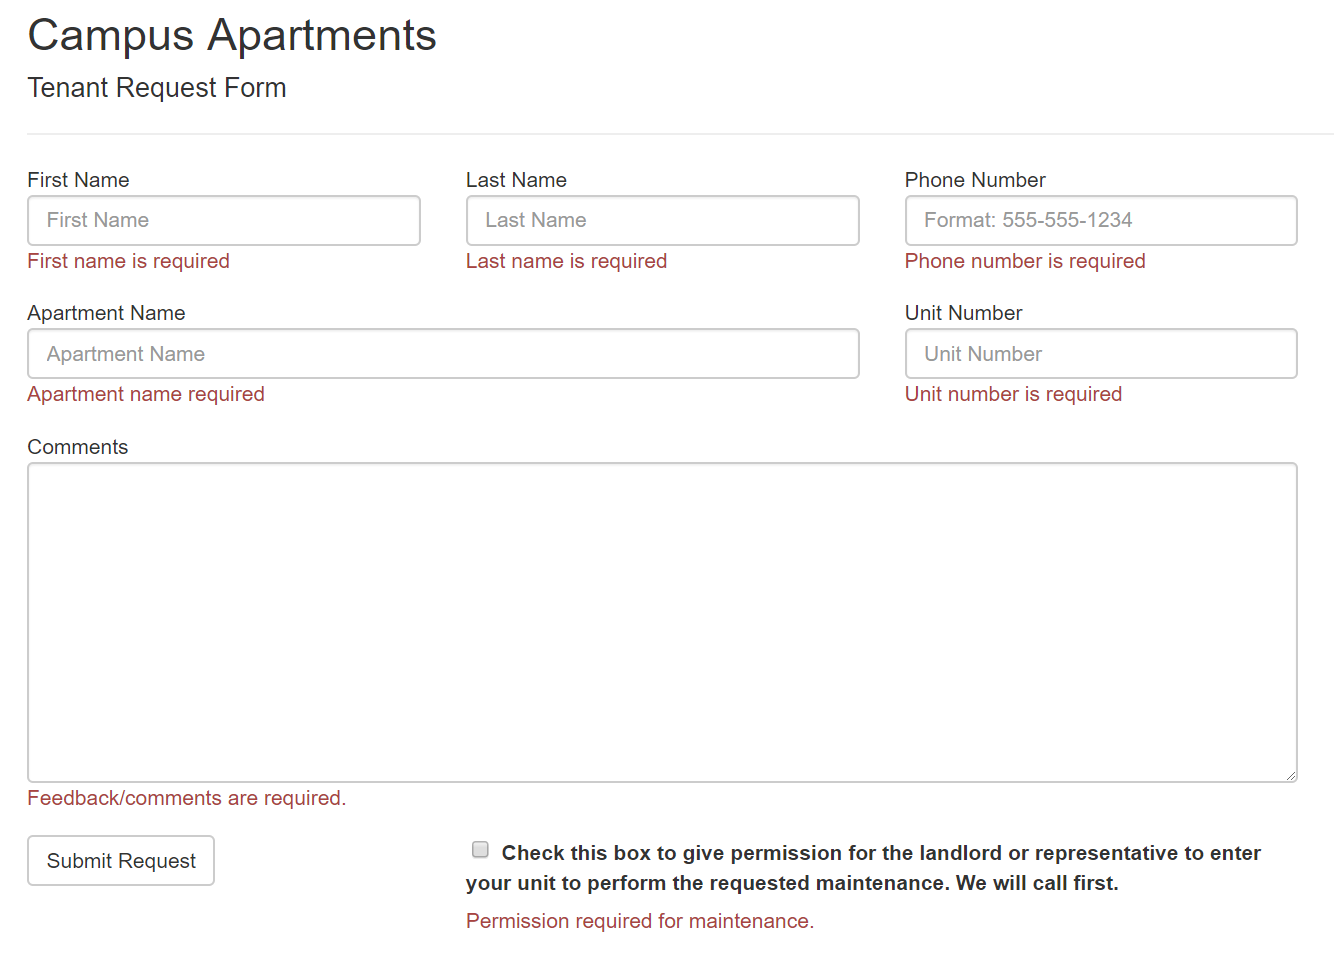 Campus Apartments
Tenant Request Form
First Name
Last Name
Phone Number
First Name
Last Name
Format: 555-555-1234
First name is required
Last name is required
Phone number is required
Apartment Name
Unit Number
Apartment Name
Unit Number
Apartment name required
Unit number is required
Comments
Feedback/comments are required.
Submit Request
Check this box to give permission for the landlord or representative to enter
your unit to perform the requested maintenance. We will call first.
Permission required for maintenance.